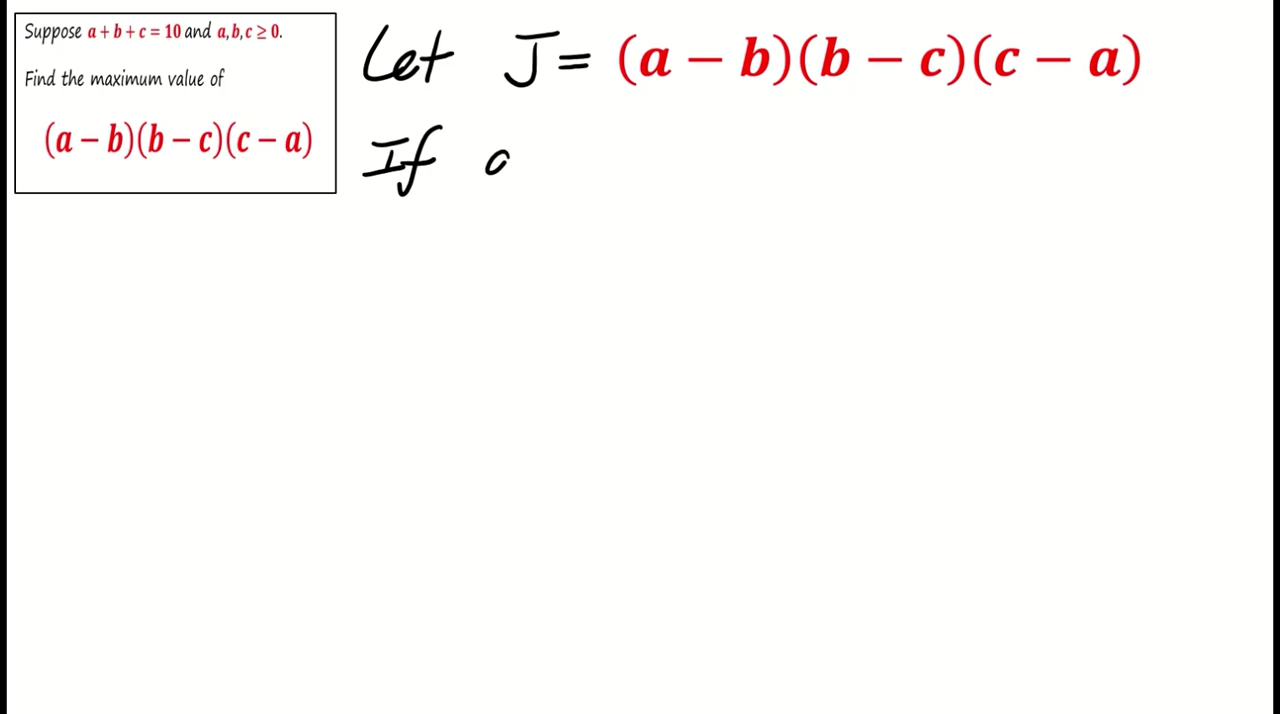 Suppose a + b + c = 10 and a, b, c ≥ 0.
Find the maximum value of
(a − b)(b − c)(c − a)
Let J = (a − b)(b − c)(c − a)
If